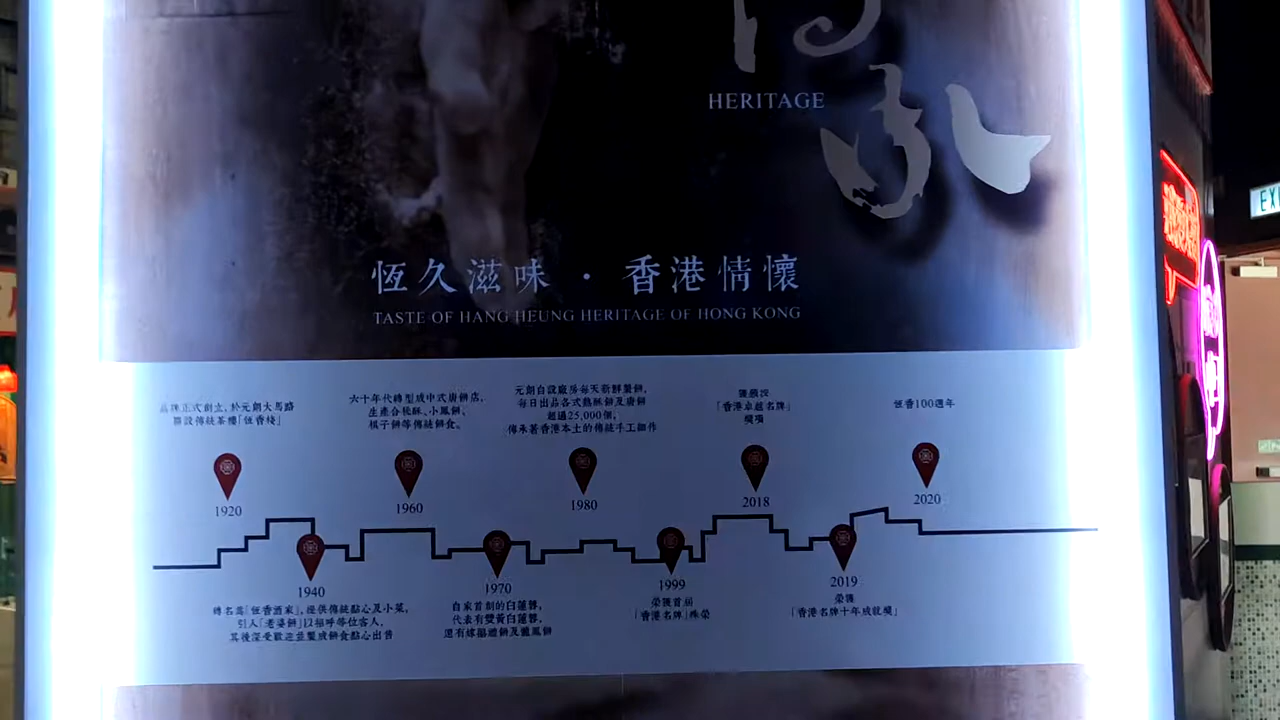 HERITAGE
恆久滋味 · 香港情懷
TASTE OF HANG HEUNG HERITAGE OF HONG KONG
品牌正式創立,於元朗大馬路
開設傳統茶樓「恆香棧」
1920
六十年代轉型成中式唐餅店,
生產合桃酥、小鳳餅、
棋子餅等傳統餅食。
1960
元朗自設廠房每天新鮮製餅,
每日出品各式熟酥餅及唐餅
超過25,000個,
傳承著香港本土的傳統手工細作
1980
獲頒授
「香港卓越名牌」
獎項
2018
恆香100週年
2020
1940
轉名為「恆香酒家」,提供傳統點心及小菜,
引入「老婆餅」以招呼等位客人,
其後深受歡迎並製成餅食點心出售
1970
自家首創的白蓮蓉,
代表有雙黃白蓮蓉,
還有嫁囍禮餅及龍鳳餅
1999
榮獲首屆
「香港名牌」殊榮
2019
榮獲
「香港名牌十年成就獎」